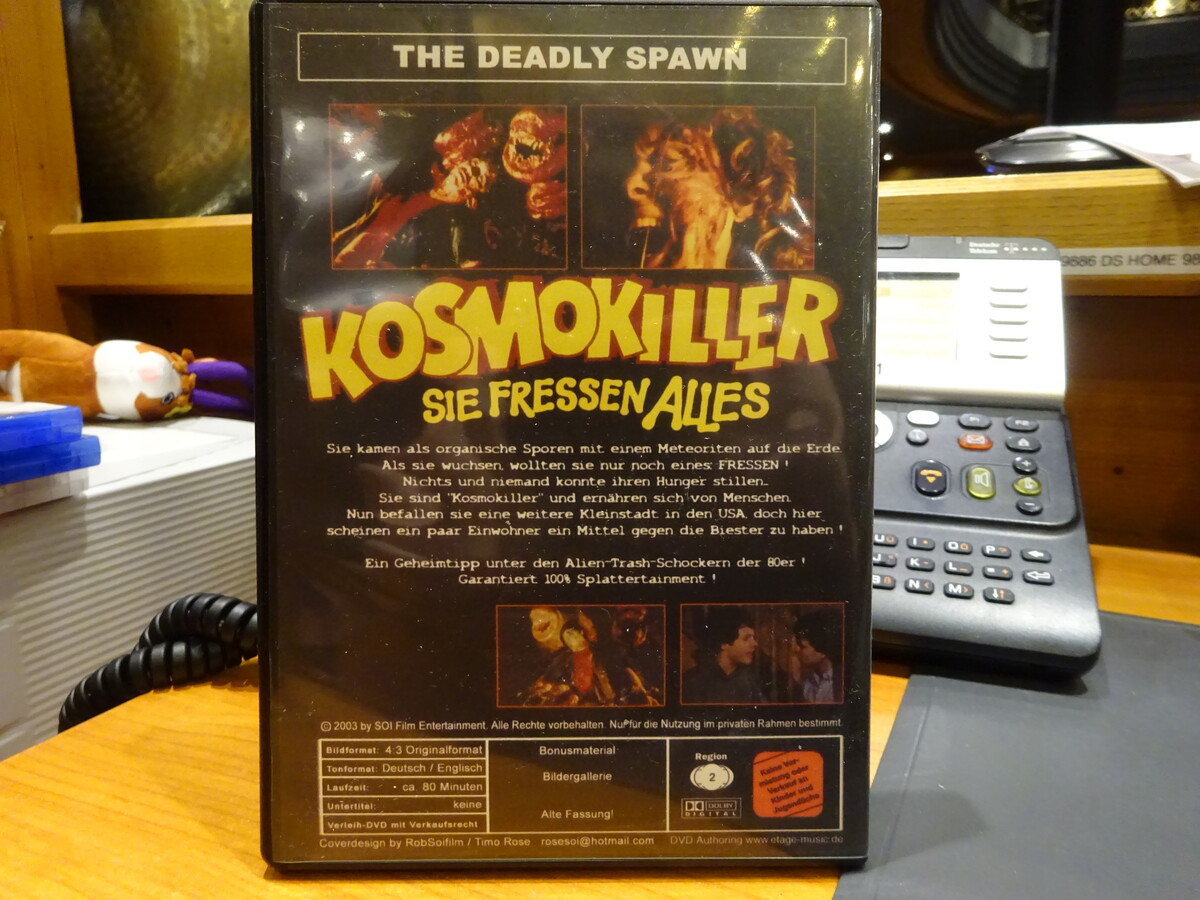 THE DEADLY SPAWN
KOSMOKILLER
SIE FRESSEN ALLES
Sie kamen als organische Sporen mit einem Meteoriten auf die Erde.
Als sie wuchsen, wollten sie nur noch eines: FRESSEN !
Nichts und niemand konnte ihren Hunger stillen...
Sie sind "Kosmokiller" und ernähren sich von Menschen.
Nun befallen sie eine weitere Kleinstadt in den USA, doch hier
scheinen ein paar Einwohner ein Mittel gegen die Biester zu haben !
Ein Geheimtipp unter den Alien-Trash-Schockern der 80er !
Garantiert 100% Splattertainment !
© 2003 by SOI Film Entertainment. Alle Rechte vorbehalten. Nur für die Nutzung im privaten Rahmen bestimmt.
Bildformat: 4:3 Originalformat
Tonformat: Deutsch / Englisch
Laufzeit: ca. 80 Minuten
Untertitel: keine
Verleih-DVD mit Verkaufsrecht
Bonusmaterial
Bildergallerie
Alte Fassung!
Region
2
DOLBY
DIGITAL
Keine Ver-
mietung oder
Verkauf an
Kinder und
Jugendliche
Coverdesign by RobSoifilm / Timo Rose rosesoi@hotmail.com DVD Authoring www.etage-music.de
Deutsche
Telekom
9886 DS HOME 98
U I O P
J K L
B N M